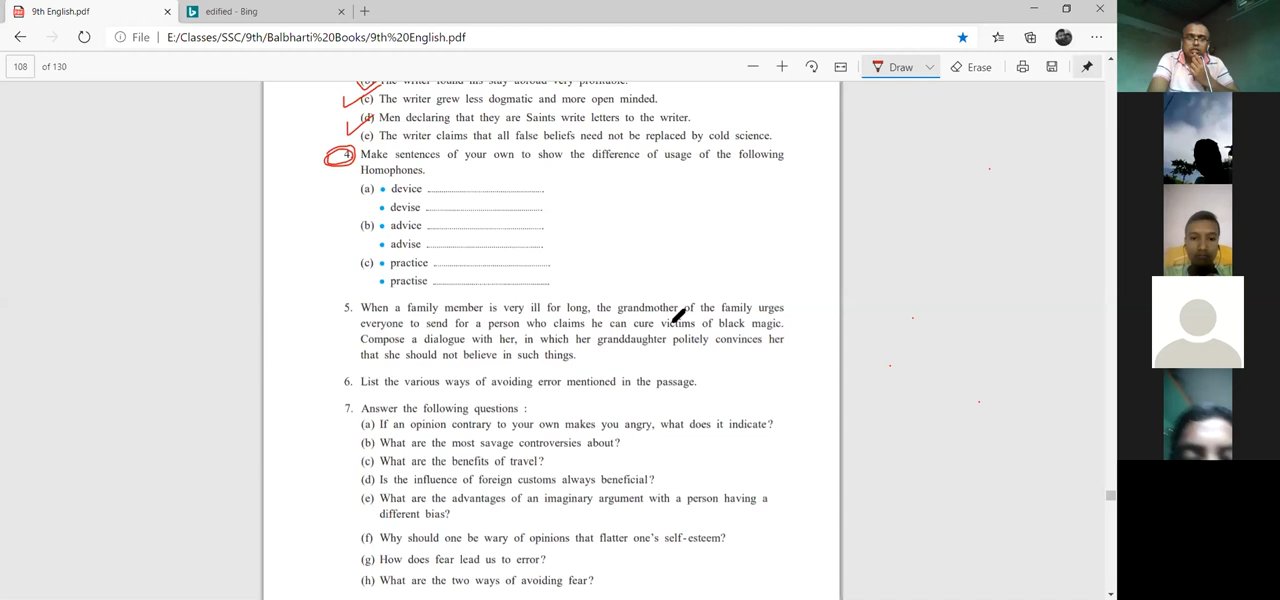 9th English.pdf
edified - Bing
File E:/Classes/SSC/9th/Balbharti%20Books/9th%20English.pdf
108 of 130
Draw
Erase
(b) The writer found his stay abroad very profitable.
(c) The writer grew less dogmatic and more open minded.
(d) Men declaring that they are Saints write letters to the writer.
(e) The writer claims that all false beliefs need not be replaced by cold science.
4. Make sentences of your own to show the difference of usage of the following
Homophones.
(a) • device ..............................................
• devise ..............................................
(b) • advice ..............................................
• advise ..............................................
(c) • practice ..............................................
• practise ..............................................
5. When a family member is very ill for long, the grandmother of the family urges
everyone to send for a person who claims he can cure victims of black magic.
Compose a dialogue with her, in which her granddaughter politely convinces her
that she should not believe in such things.
6. List the various ways of avoiding error mentioned in the passage.
7. Answer the following questions :
(a) If an opinion contrary to your own makes you angry, what does it indicate?
(b) What are the most savage controversies about?
(c) What are the benefits of travel?
(d) Is the influence of foreign customs always beneficial?
(e) What are the advantages of an imaginary argument with a person having a
different bias?
(f) Why should one be wary of opinions that flatter one's self-esteem?
(g) How does fear lead us to error?
(h) What are the two ways of avoiding fear?